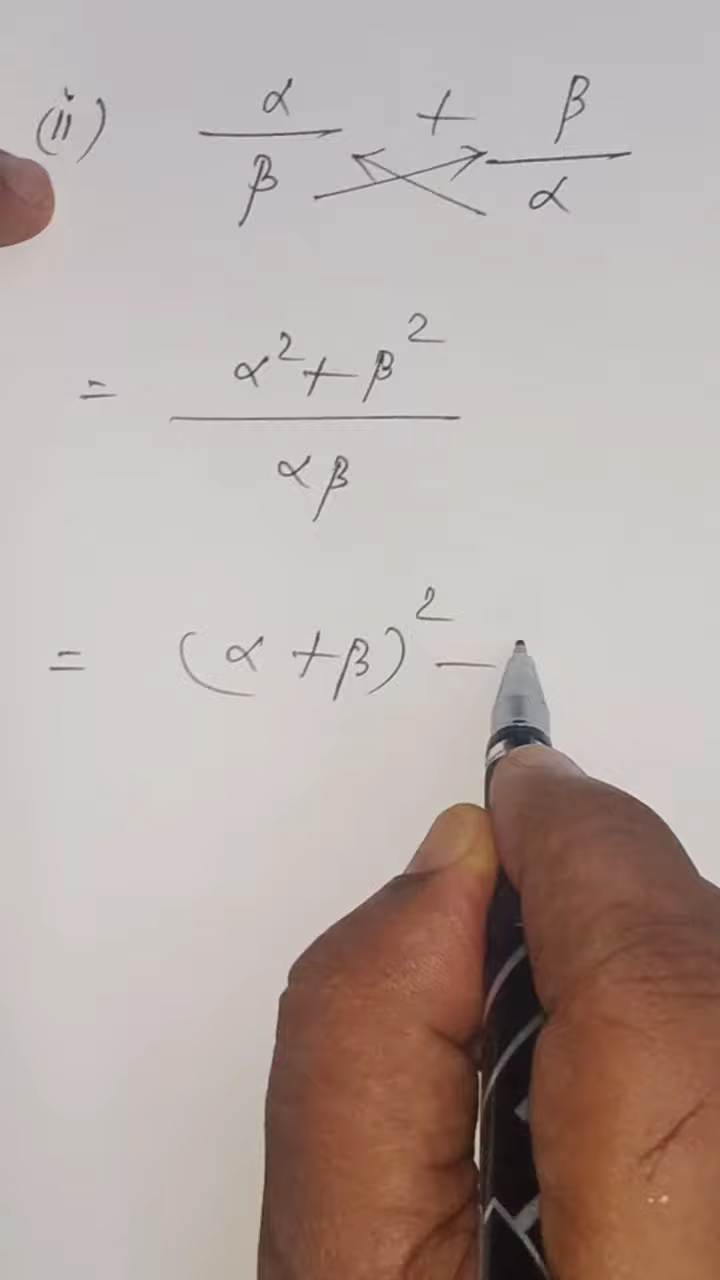 (ii) α/β + β/α
= α² + β² / αβ
= (α + β)² −